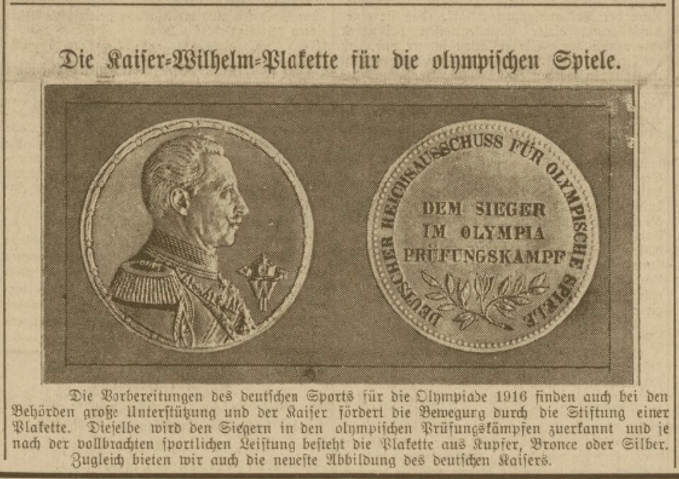 Die Kaiser-Wilhelm-Plakette für die olympischen Spiele.
DEUTSCHER REICHSAUSSCHUSS FÜR OLYMPISCHE SPIELE
DEM SIEGER
IM OLYMPIA
PRÜFUNGSKAMPF
Die Vorbereitungen des deutschen Sports für die Olympiade 1916 finden auch bei den
Behörden große Unterstützung und der Kaiser fördert die Bewegung durch die Stiftung einer
Plakette. Dieselbe wird den Siegern in den olympischen Prüfungskämpfen zuerkannt und je
nach der vollbrachten sportlichen Leistung besteht die Plakette aus Kupfer, Bronce oder Silber.
Zugleich bieten wir auch die neueste Abbildung des deutschen Kaisers.